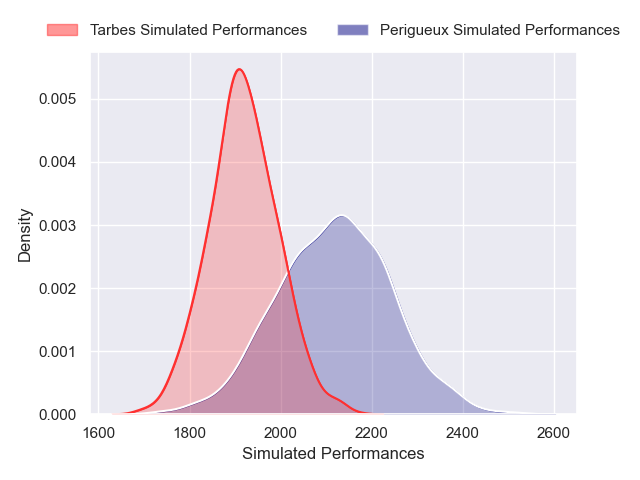 Tarbes Simulated Performances
Perigueux Simulated Performances
Density
0.005
0.004
0.003
0.002
0.001
0.000
1600 1800 2000 2200 2400 2600
Simulated Performances